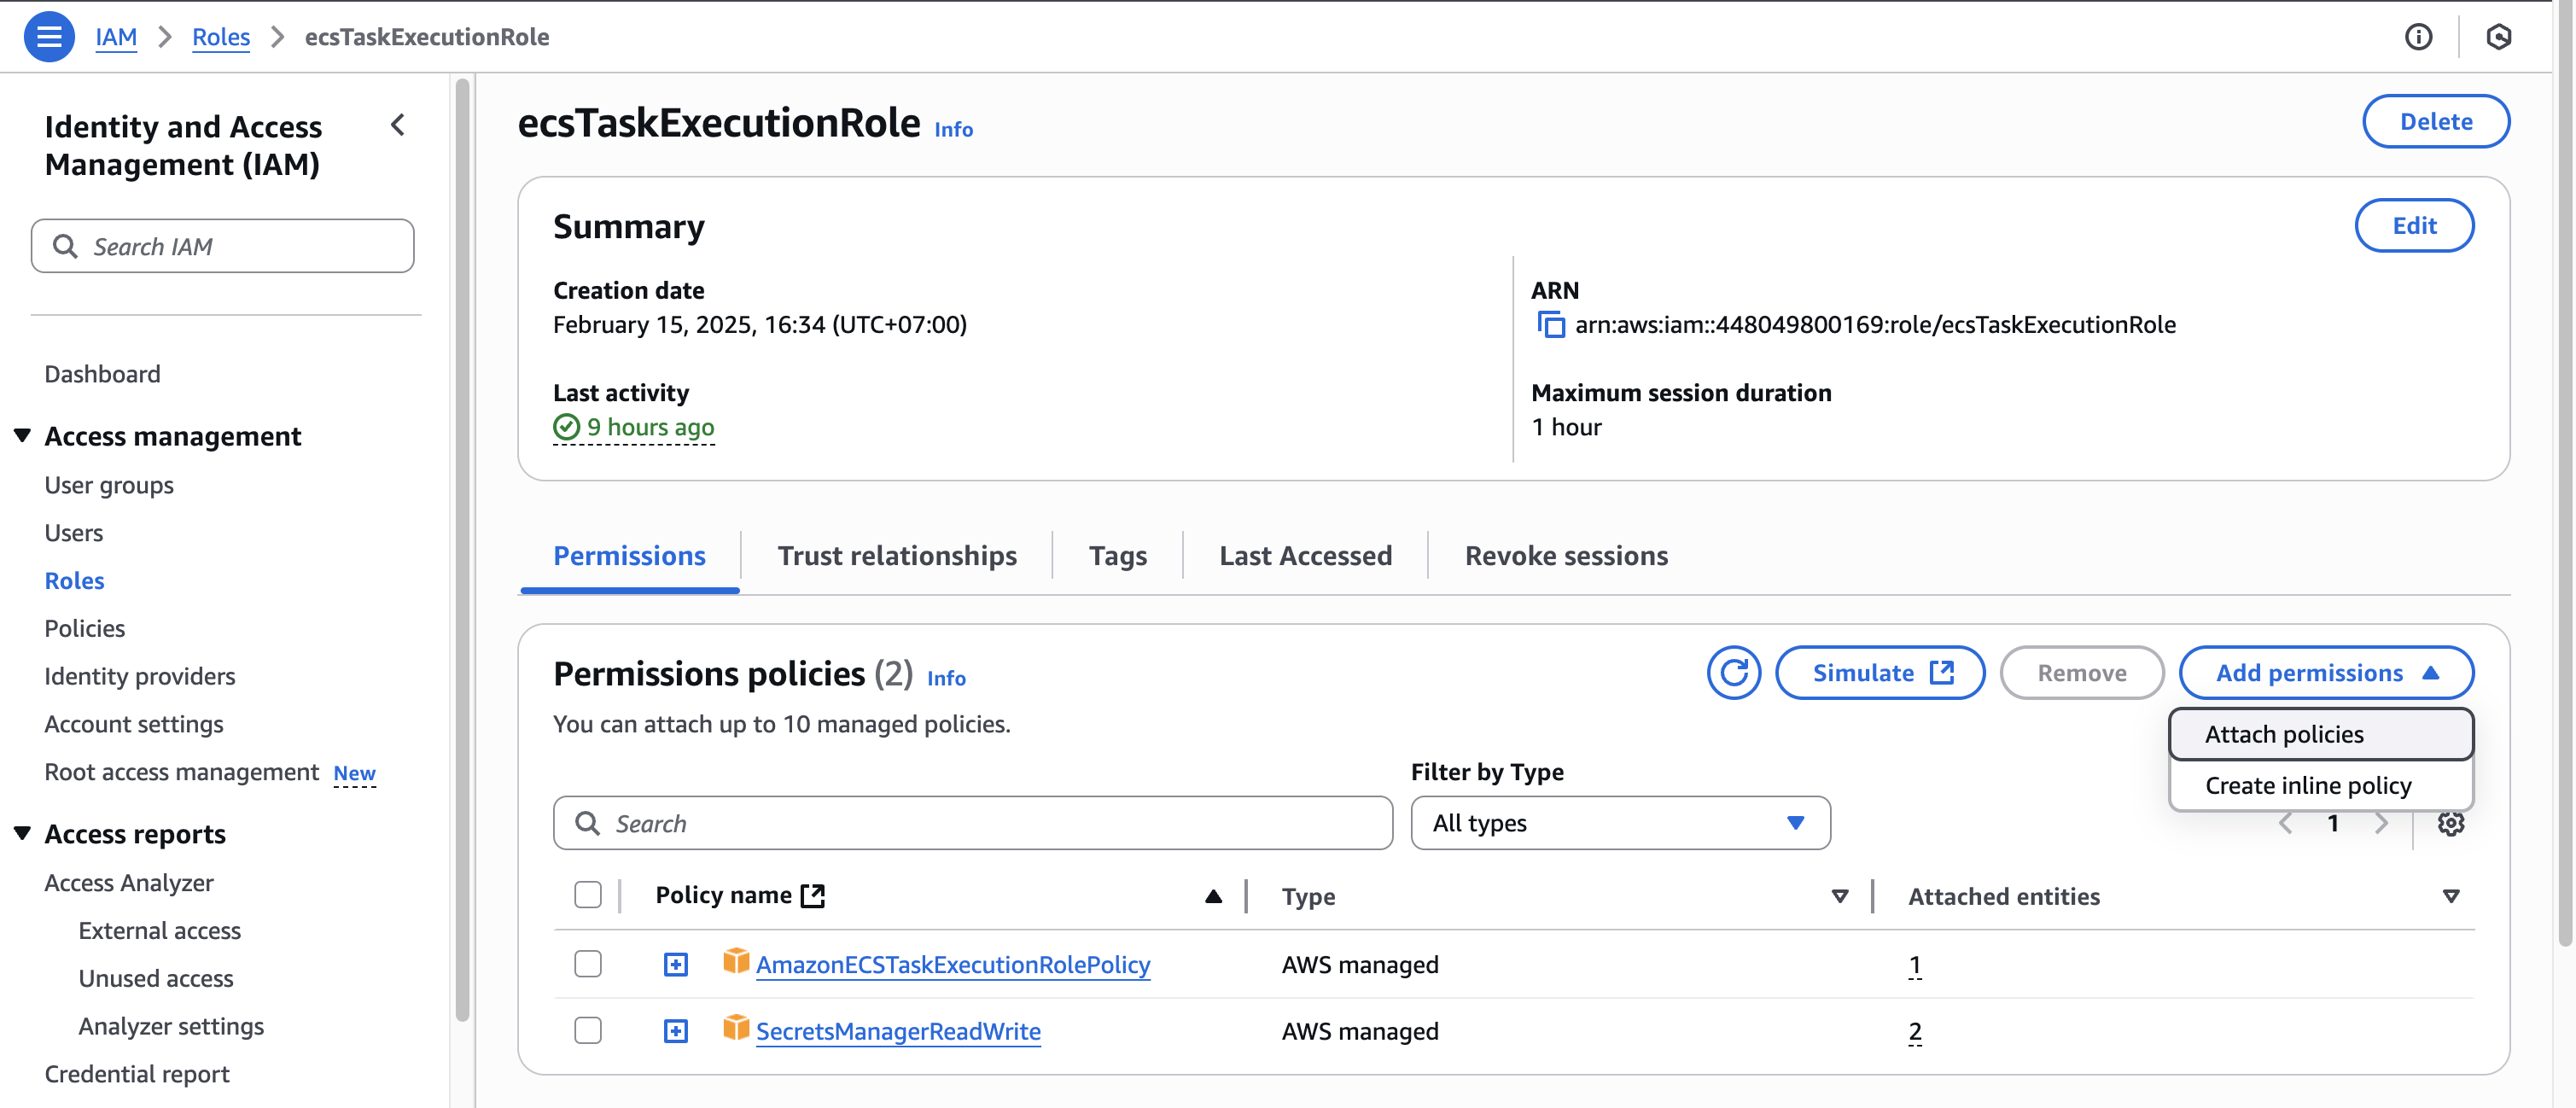 IAM > Roles > ecsTaskExecutionRole
Identity and Access
Management (IAM)
Search IAM
Dashboard
Access management
User groups
Users
Roles
Policies
Identity providers
Account settings
Root access management New
Access reports
Access Analyzer
External access
Unused access
Analyzer settings
Credential report
ecsTaskExecutionRole Info
Delete
Summary
Edit
Creation date
February 15, 2025, 16:34 (UTC+07:00)
ARN
arn:aws:iam::448049800169:role/ecsTaskExecutionRole
Last activity
9 hours ago
Maximum session duration
1 hour
Permissions
Trust relationships
Tags
Last Accessed
Revoke sessions
Permissions policies (2) Info
Simulate
Remove
Add permissions
Attach policies
Create inline policy
You can attach up to 10 managed policies.
Filter by Type
Search
All types
1
Policy name
Type
Attached entities
AmazonECSTaskExecutionRolePolicy
AWS managed
1
SecretsManagerReadWrite
AWS managed
2